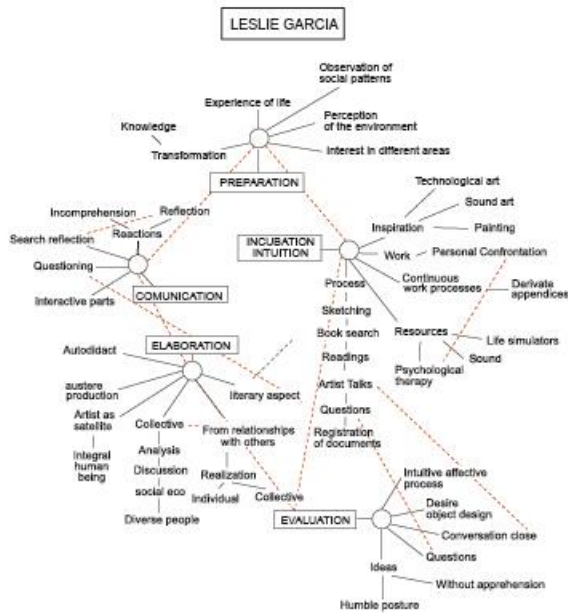 LESLIE GARCIA
Observation of
social patterns
Experience of life
Perception
of the environment
Knowledge
Transformation
Interest in different areas
PREPARATION
Technological art
Sound art
Incomprehension
Reflection
Inspiration
Painting
Search reflection
Reactions
INCUBATION
INTUITION
Work
Personal Confrontation
Questioning
Continuous
work processes
Derivate
appendices
Interactive parts
COMUNICATION
Process
Sketching
Book search
Readings
Artist Talks
Questions
Registration
of documents
Resources
Life simulators
Sound
Psychological
therapy
ELABORATION
Autodidact
austere
production
literary aspect
Artist as
satellite
Collective
From relationships
with others
Integral
human
being
Analysis
Discussion
social eco
Diverse people
Realization
Individual
Collective
Intuitive affective
process
Desire
object design
EVALUATION
Conversation close
Questions
Ideas
Without apprehension
Humble posture